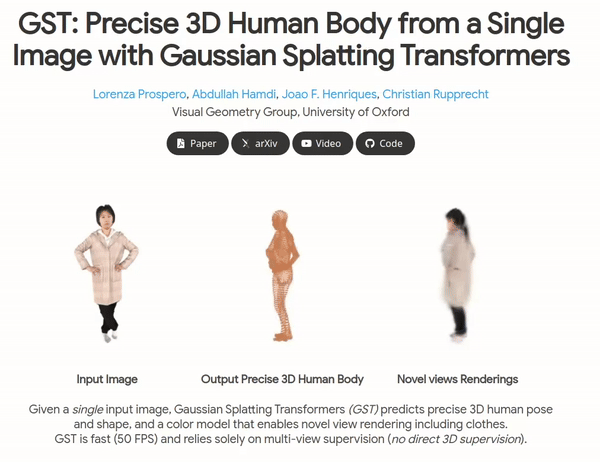 GST: Precise 3D Human Body from a Single
Image with Gaussian Splatting Transformers
Lorenza Prospero, Abdullah Hamdi, Joao F. Henriques, Christian Rupprecht
Visual Geometry Group, University of Oxford
Paper arXiv Video Code
Input Image Output Precise 3D Human Body Novel views Renderings
Given a single input image, Gaussian Splatting Transformers (GST) predicts precise 3D human pose
and shape, and a color model that enables novel view rendering including clothes.
GST is fast (50 FPS) and relies solely on multi-view supervision (no direct 3D supervision).